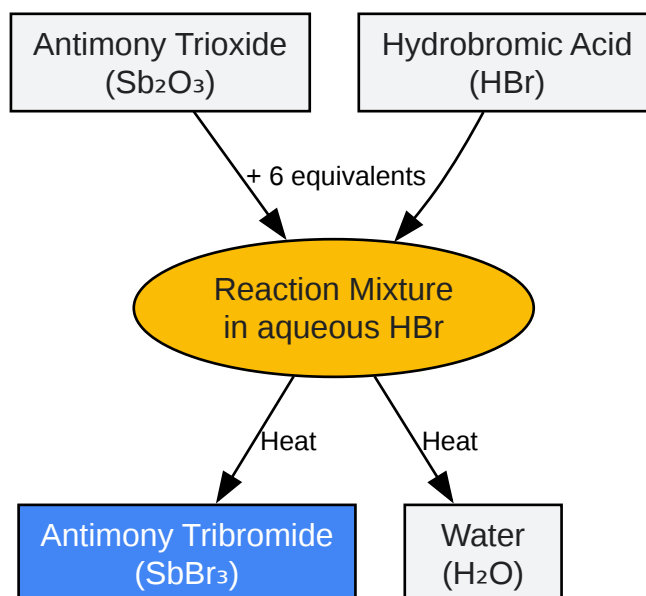 Antimony Trioxide
(Sb₂O₃)
Hydrobromic Acid
(HBr)
+ 6 equivalents
Reaction Mixture
in aqueous HBr
Heat
Heat
Antimony Tribromide
(SbBr₃)
Water
(H₂O)